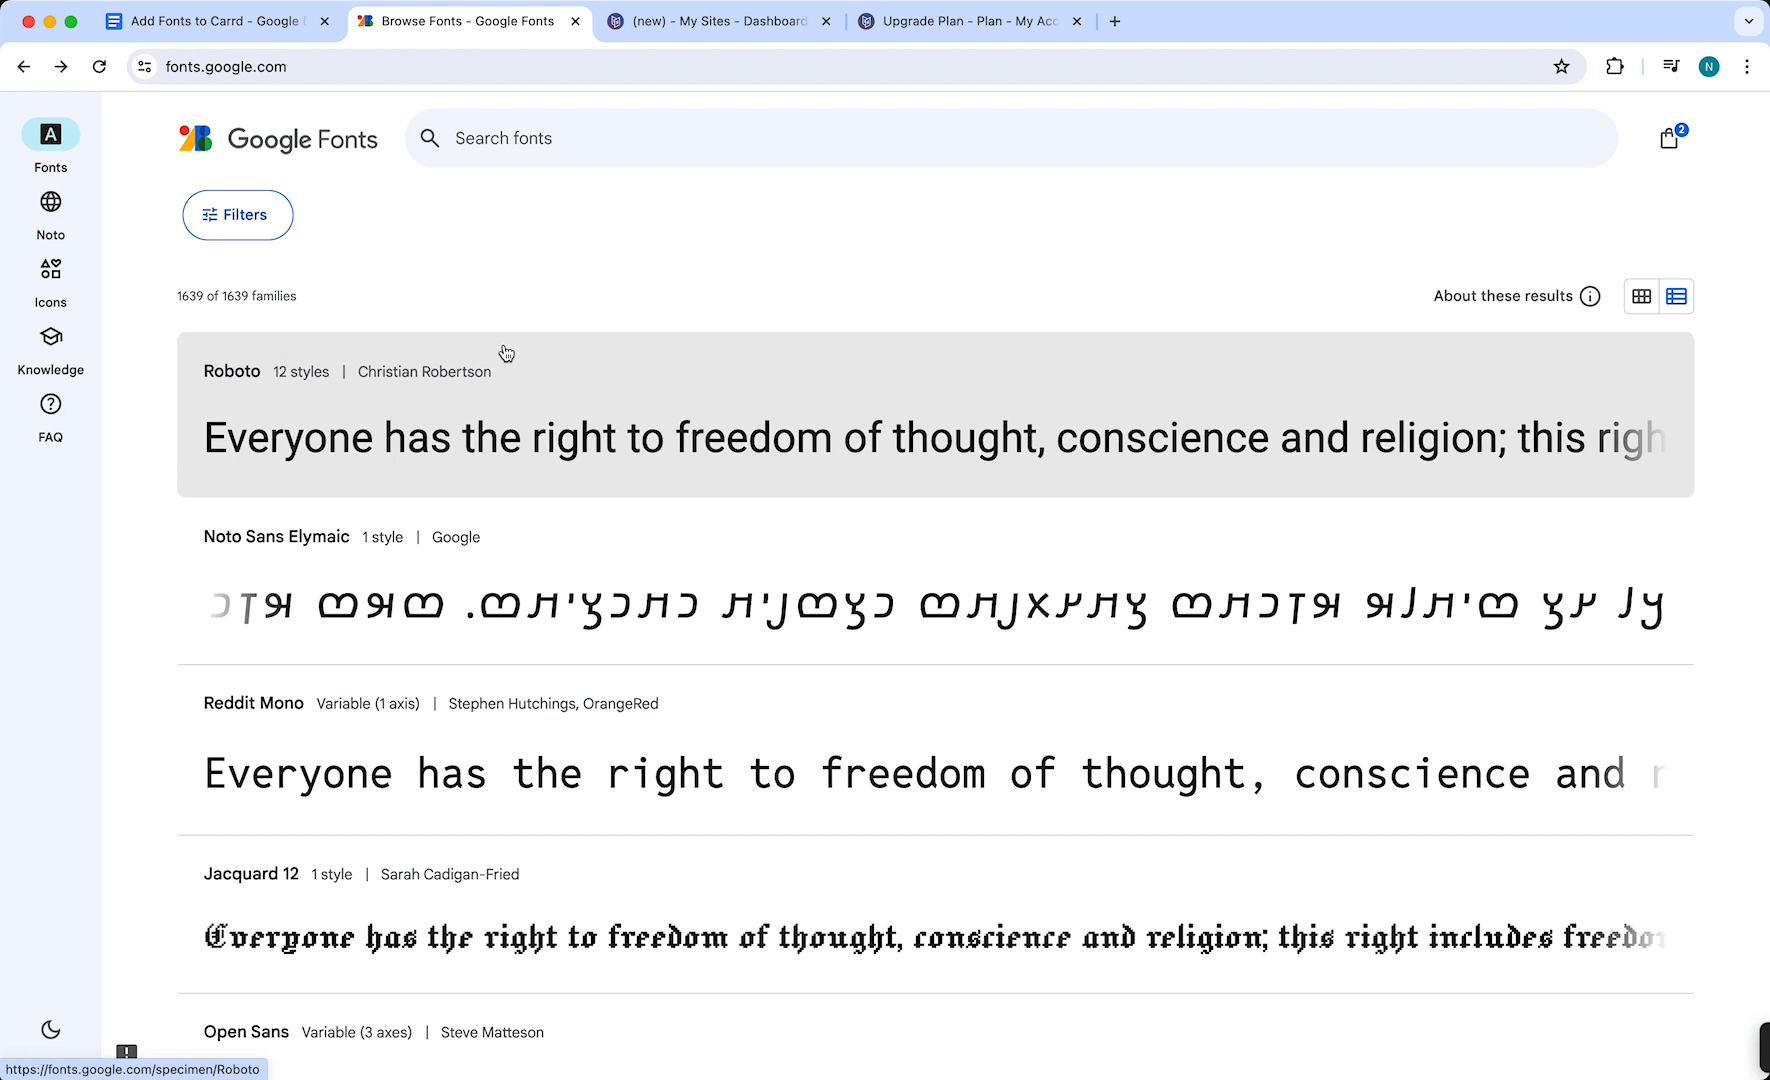 Add Fonts to Carrd - Google
Browse Fonts - Google Fonts
(new) - My Sites - Dashboard
Upgrade Plan - Plan - My Acc
fonts.google.com
N
A
Fonts
Noto
Icons
Knowledge
FAQ
Google Fonts
Search fonts
2
Filters
1639 of 1639 families
About these results
Roboto 12 styles | Christian Robertson
Everyone has the right to freedom of thought, conscience and religion; this righ
Noto Sans Elymaic 1 style | Google
Reddit Mono Variable (1 axis) | Stephen Hutchings, OrangeRed
Everyone has the right to freedom of thought, conscience and r
Jacquard 12 1 style | Sarah Cadigan-Fried
Everyone has the right to freedom of thought, conscience and religion; this right includes freedo
Open Sans Variable (3 axes) | Steve Matteson
https://fonts.google.com/specimen/Roboto